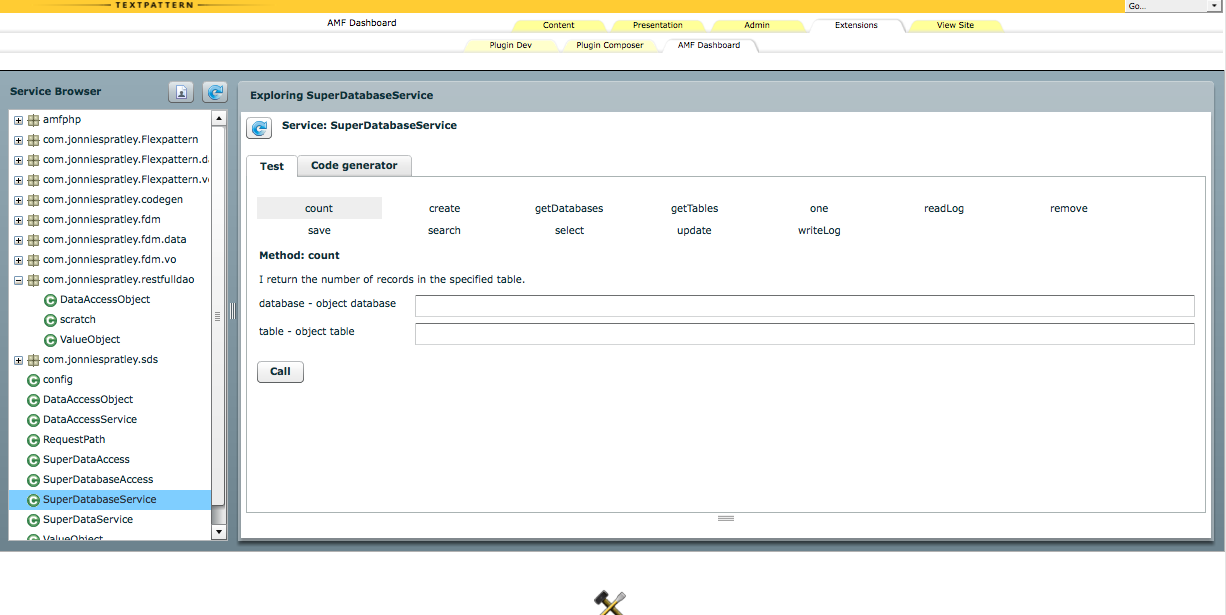 TEXTPATTERN
Go...
AMF Dashboard
Content
Presentation
Admin
Extensions
View Site
Plugin Dev
Plugin Composer
AMF Dashboard
Service Browser
amfphp
com.jonniespratley.Flexpattern
com.jonniespratley.Flexpattern.d
com.jonniespratley.Flexpattern.v
com.jonniespratley.codegen
com.jonniespratley.fdm
com.jonniespratley.fdm.data
com.jonniespratley.fdm.vo
com.jonniespratley.restfulldao
DataAccessObject
scratch
ValueObject
com.jonniespratley.sds
config
DataAccessObject
DataAccessService
RequestPath
SuperDataAccess
SuperDatabaseAccess
SuperDatabaseService
SuperDataService
ValueObject
Exploring SuperDatabaseService
Service: SuperDatabaseService
Test
Code generator
count create getDatabases getTables one readLog remove
save search select update writeLog
Method: count
I return the number of records in the specified table.
database - object database
table - object table
Call